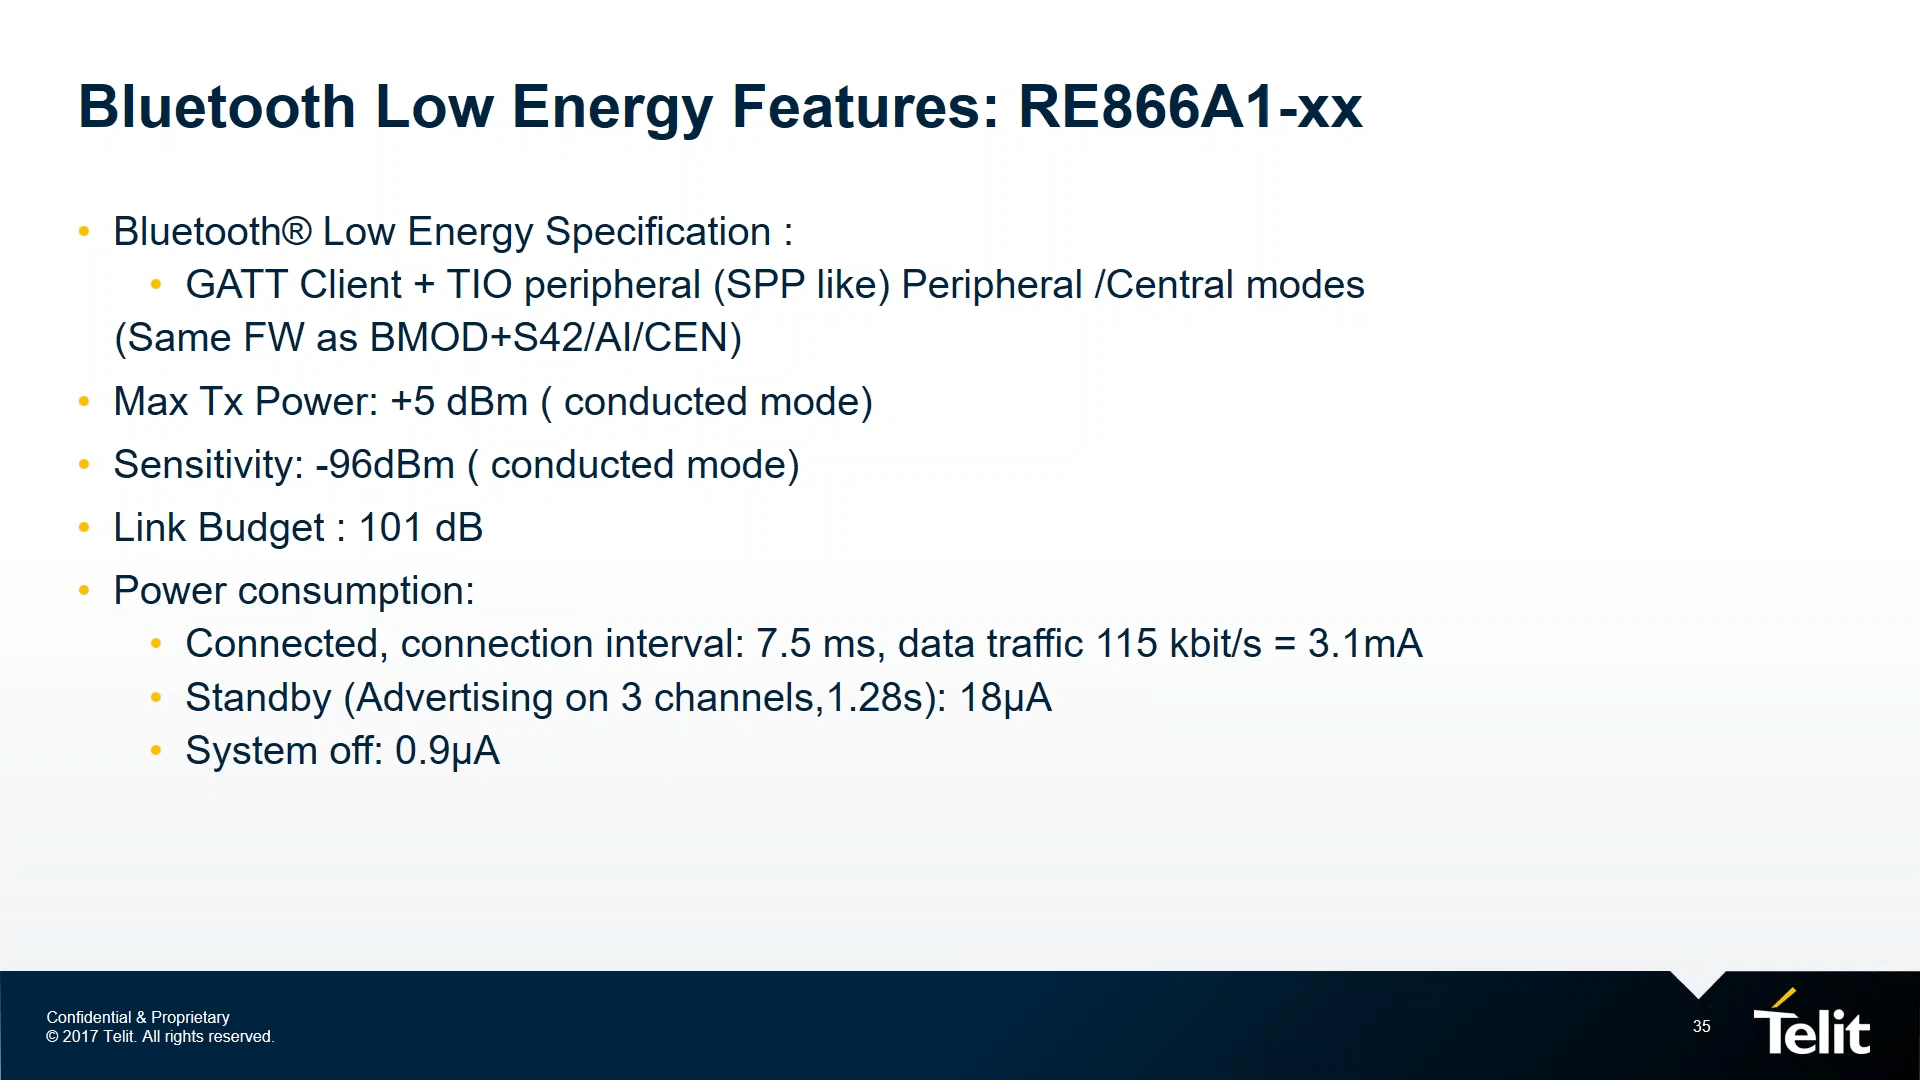 Bluetooth Low Energy Features: RE866A1-xx
• Bluetooth® Low Energy Specification :
• GATT Client + TIO peripheral (SPP like) Peripheral /Central modes
(Same FW as BMOD+S42/AI/CEN)
• Max Tx Power: +5 dBm ( conducted mode)
• Sensitivity: -96dBm ( conducted mode)
• Link Budget : 101 dB
• Power consumption:
• Connected, connection interval: 7.5 ms, data traffic 115 kbit/s = 3.1mA
• Standby (Advertising on 3 channels,1.28s): 18µA
• System off: 0.9µA
Confidential & Proprietary
© 2017 Telit. All rights reserved.
35
Telit